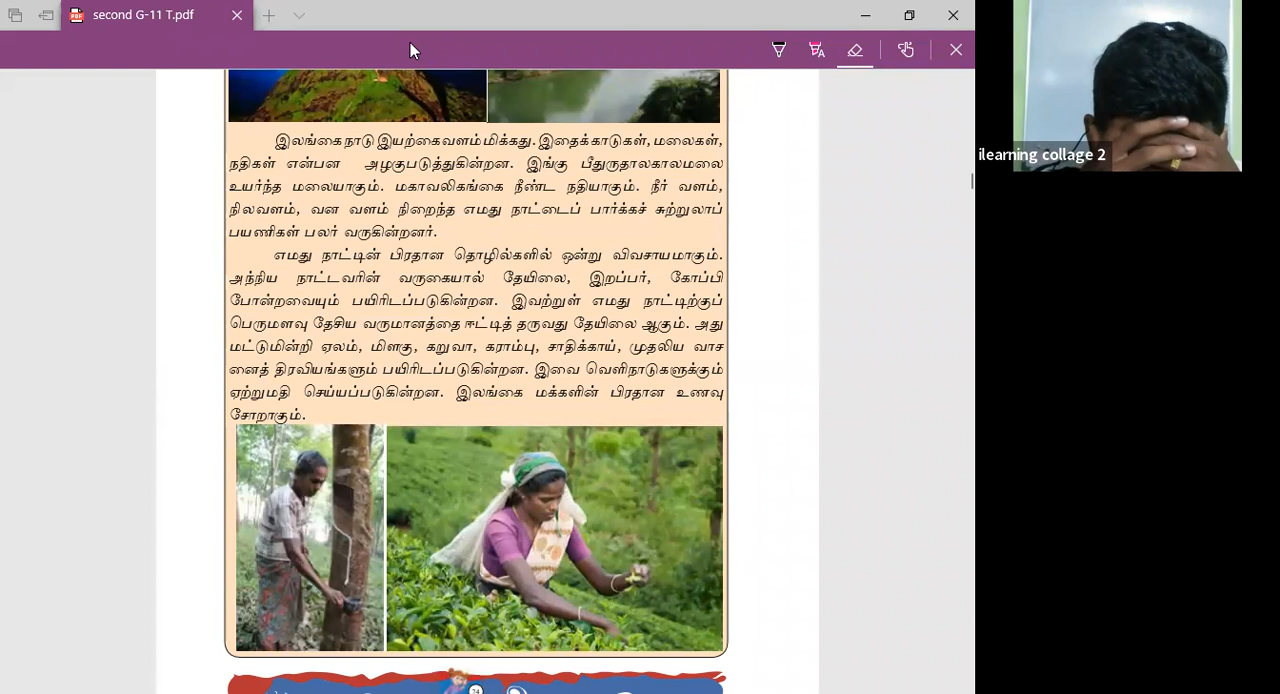 second G-11 T.pdf
இலங்கை நாடு இயற்கை வளம் மிக்கது. இதைக் காடுகள், மலைகள்,
நதிகள் என்பன அழகுபடுத்துகின்றன. இங்கு பீதுருதாலகாலமலை
உயர்ந்த மலையாகும். மகாவலிகங்கை நீண்ட நதியாகும். நீர் வளம்,
நிலவளம், வன வளம் நிறைந்த எமது நாட்டைப் பார்க்கச் சுற்றுலாப்
பயணிகள் பலர் வருகின்றனர்.
எமது நாட்டின் பிரதான தொழில்களில் ஒன்று விவசாயமாகும்.
அந்நிய நாட்டவரின் வருகையால் தேயிலை, இறப்பர், கோப்பி
போன்றவையும் பயிரிடப்படுகின்றன. இவற்றுள் எமது நாட்டிற்குப்
பெருமளவு தேசிய வருமானத்தை ஈட்டித் தருவது தேயிலை ஆகும். அது
மட்டுமின்றி ஏலம், மிளகு, கறுவா, கராம்பு, சாதிக்காய், முதலிய வாச
னைத் திரவியங்களும் பயிரிடப்படுகின்றன. இவை வெளிநாடுகளுக்கும்
ஏற்றுமதி செய்யப்படுகின்றன. இலங்கை மக்களின் பிரதான உணவு
சோறாகும்.
24
ilearning collage 2